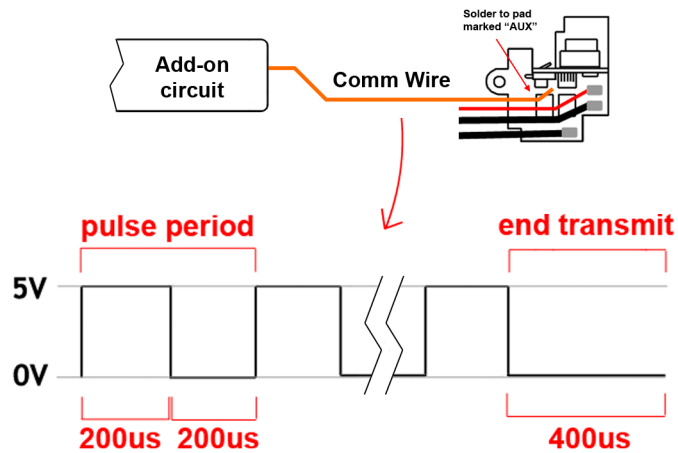 Solder to pad
marked “AUX”
Add-on
circuit
Comm Wire
pulse period
end transmit
5V
0V
200us
200us
400us